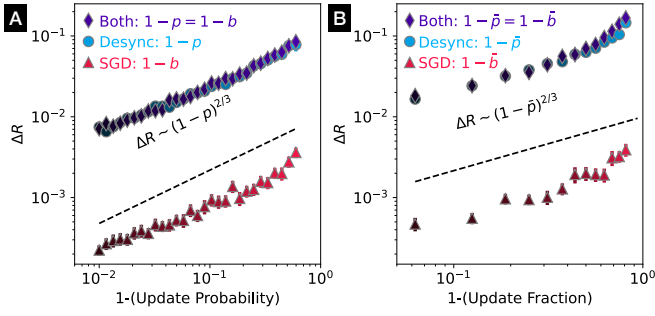 A
Both: 1 − p = 1 − b
Desync: 1 − p
SGD: 1 − b
ΔR ~ (1 − p)^{2/3}
ΔR
10^{-1}
10^{-2}
10^{-3}
10^{-2}
10^{-1}
10^{0}
1-(Update Probability)
B
Both: 1 − p̄ = 1 − b̄
Desync: 1 − p̄
SGD: 1 − b̄
ΔR ~ (1 − p̄)^{2/3}
ΔR
10^{-1}
10^{-2}
10^{-3}
10^{-1}
10^{0}
1-(Update Fraction)